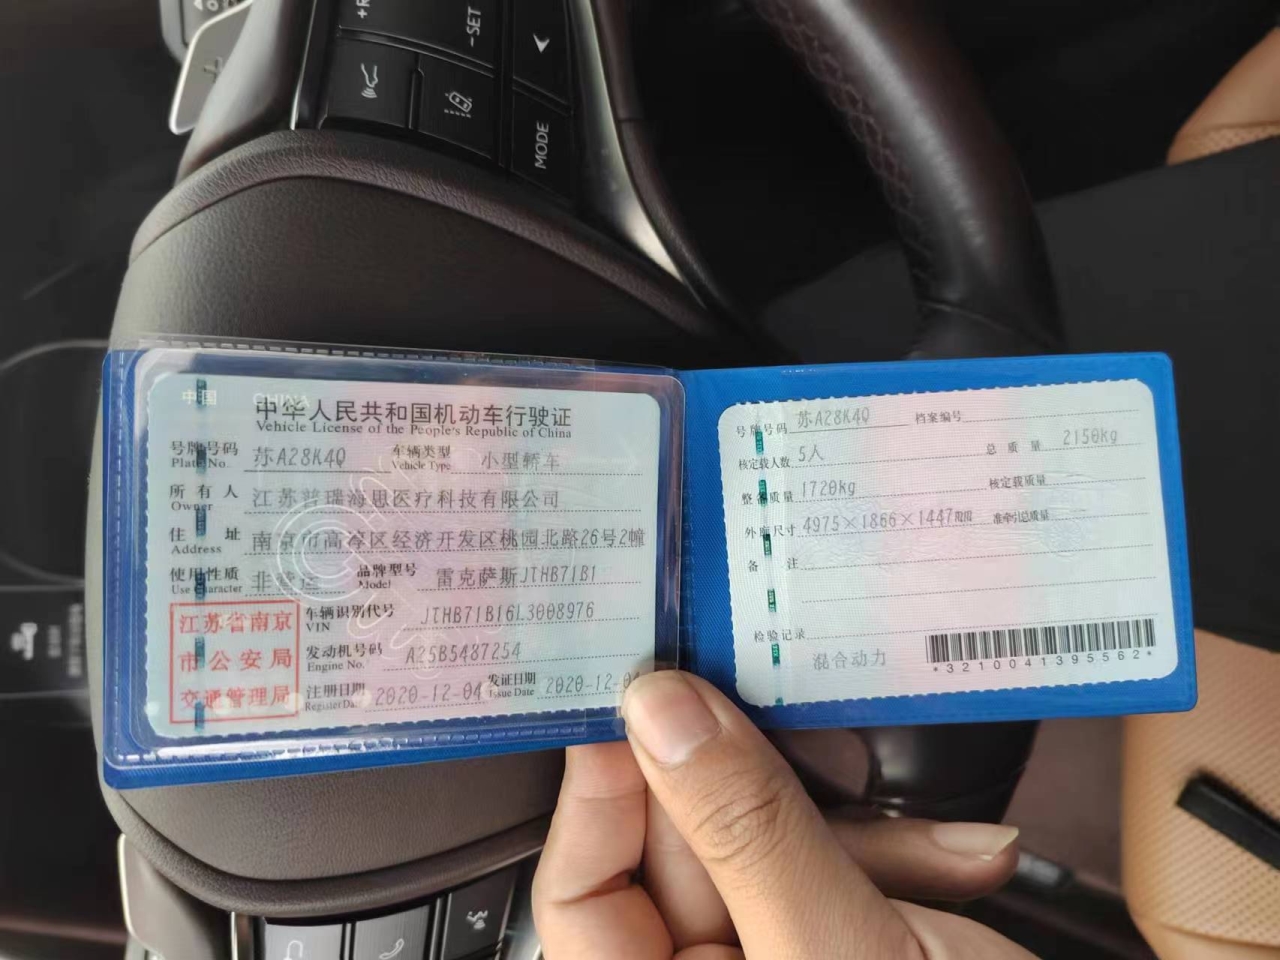 +R
-SET
MODE
中国 CHINA
中华人民共和国机动车行驶证
Vehicle License of the People's Republic of China
号牌号码 苏A28K4Q 车辆类型 小型轿车
Plate No. Vehicle Type
所有人 江苏普瑞海思医疗科技有限公司
Owner
住址 南京市高淳区经济开发区桃园北路26号2幢
Address
使用性质 非营运 品牌型号 雷克萨斯JTHB71B1
Use Character Model
江苏省南京
市公安局
交通管理局
车辆识别代号 JTHB71B16L3008976
VIN
发动机号码 A25B5487254
Engine No.
注册日期 2020-12-04 发证日期 2020-12-04
Register Date Issue Date
号牌号码 苏A28K4Q 档案编号
核定载人数 5人 总质量 2150kg
整备质量 1720kg 核定载质量
外廓尺寸 4975×1866×1447mm 准牵引总质量
备注
检验记录
混合动力
*3210041395562*